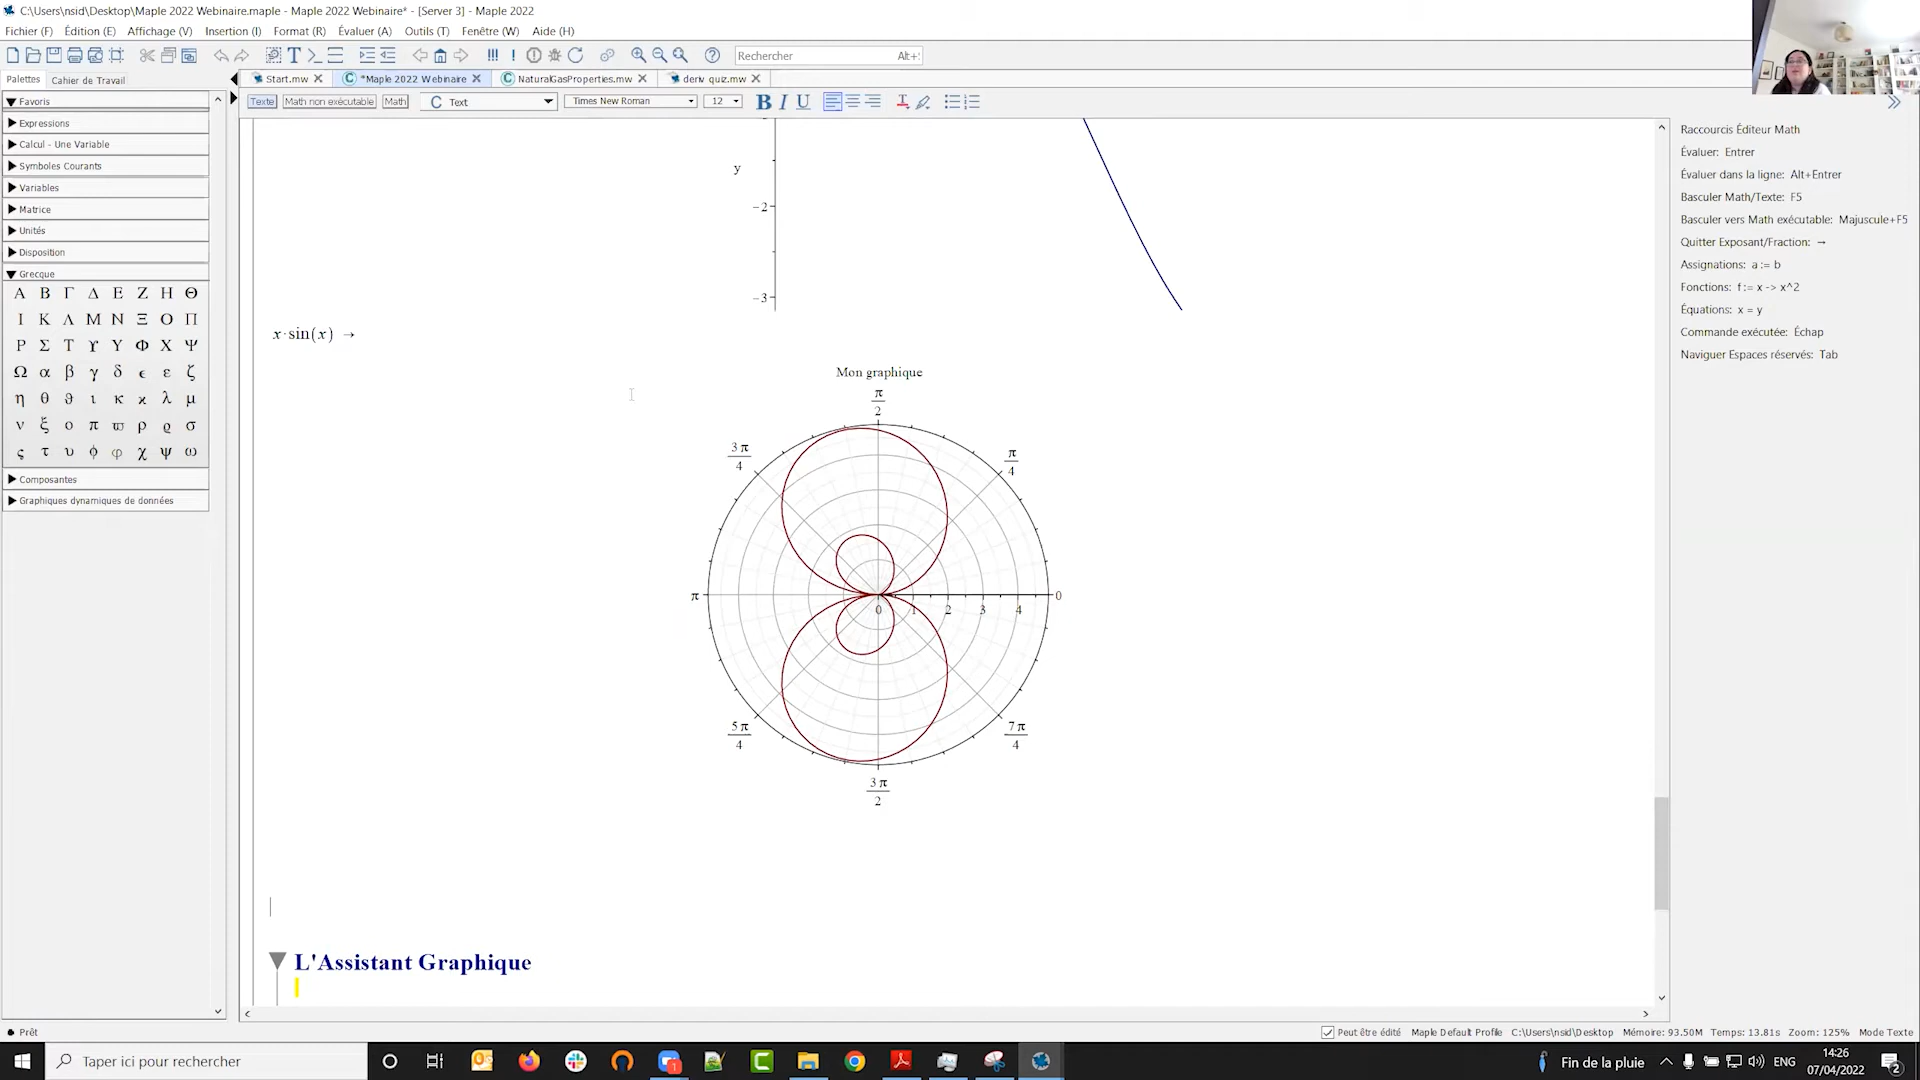 C:\Users\nsid\Desktop\Maple 2022 Webinaire.maple - Maple 2022 Webinaire* - [Server 3] - Maple 2022
Fichier (F) Édition (E) Affichage (V) Insertion (I) Format (R) Évaluer (A) Outils (T) Fenêtre (W) Aide (H)
Rechercher Alt+
Palettes Cahier de Travail
Start.mw *Maple 2022 Webinaire NaturalGasProperties.mw deriv quiz.mw
Texte Math non exécutable Math C Text Times New Roman 12 B I U
Favoris
Expressions
Calcul - Une Variable
Symboles Courants
Variables
Matrice
Unités
Disposition
Grecque
Α Β Γ Δ Ε Ζ Η Θ
Ι Κ Λ Μ Ν Ξ Ο Π
Ρ Σ Τ ϒ Υ Φ Χ Ψ
Ω α β γ δ ϵ ε ζ
η θ ϑ ι κ ϰ λ μ
ν ξ ο π ϖ ρ ϱ σ
ς τ υ ϕ φ χ ψ ω
Composantes
Graphiques dynamiques de données
y
−2
−3
x·sin(x) →
Mon graphique
π/2
3π/4
π/4
π
0 1 2 3 4
0
5π/4
7π/4
3π/2
L'Assistant Graphique
Raccourcis Éditeur Math
Évaluer: Entrer
Évaluer dans la ligne: Alt+Entrer
Basculer Math/Texte: F5
Basculer vers Math exécutable: Majuscule+F5
Quitter Exposant/Fraction: →
Assignations: a := b
Fonctions: f := x -> x^2
Équations: x = y
Commande exécutée: Échap
Naviguer Espaces réservés: Tab
Prêt
Peut être édité Maple Default Profile C:\Users\nsid\Desktop Mémoire: 93.50M Temps: 13.81s Zoom: 125% Mode Texte
Taper ici pour rechercher
Fin de la pluie
ENG
14:26
07/04/2022
2